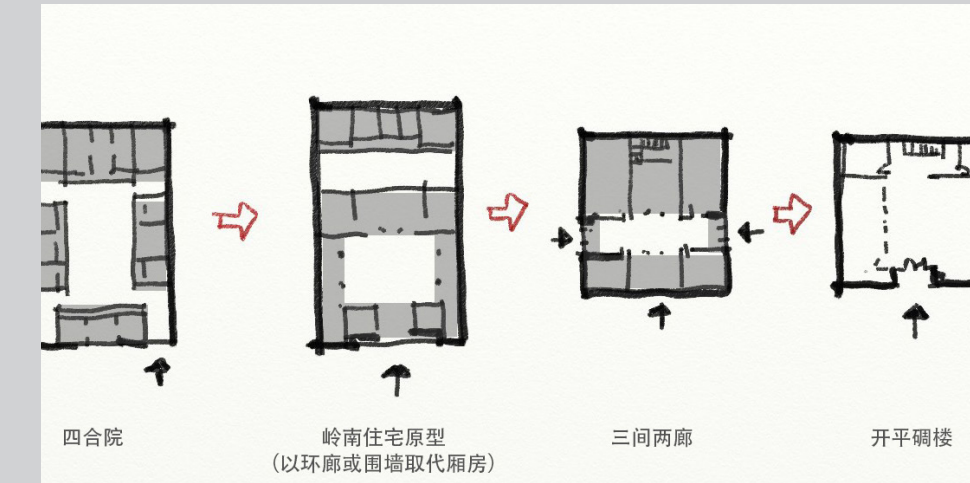 四合院
岭南住宅原型
（以环廊或围墙取代厢房）
三间两廊
开平碉楼